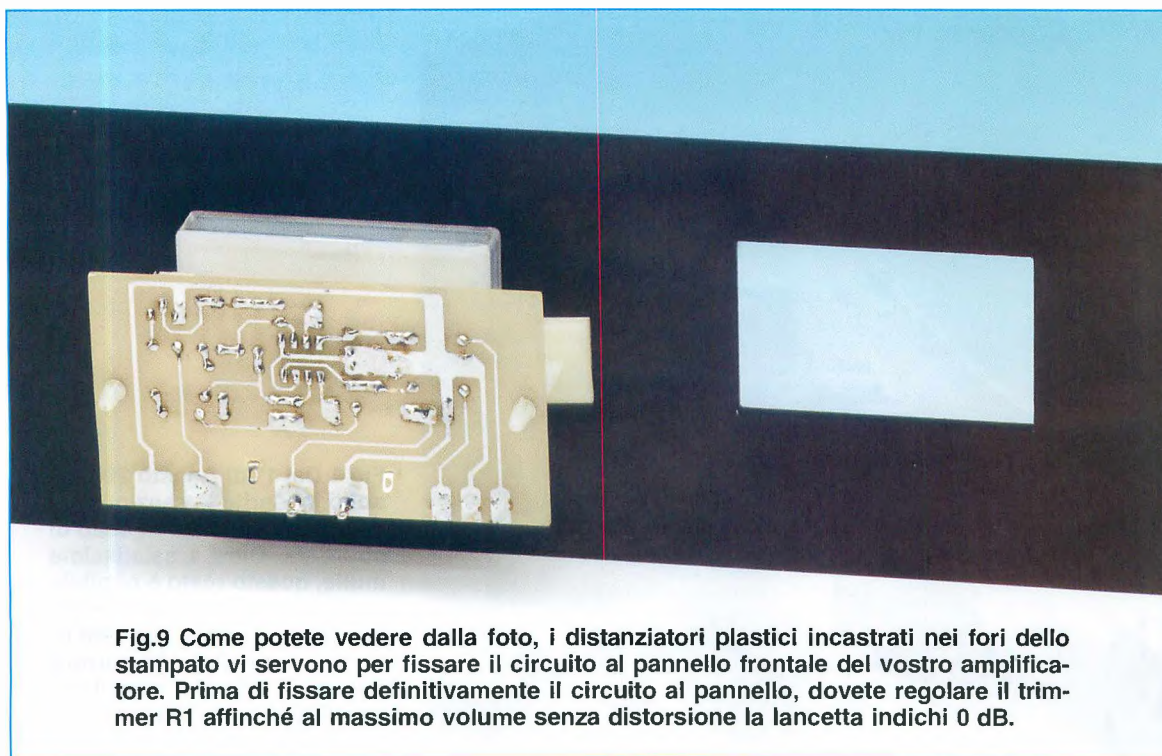 Fig.9 Come potete vedere dalla foto, i distanziatori plastici incastrati nei fori dello
stampato vi servono per fissare il circuito al pannello frontale del vostro amplifica-
tore. Prima di fissare definitivamente il circuito al pannello, dovete regolare il trim-
mer R1 affinché al massimo volume senza distorsione la lancetta indichi 0 dB.